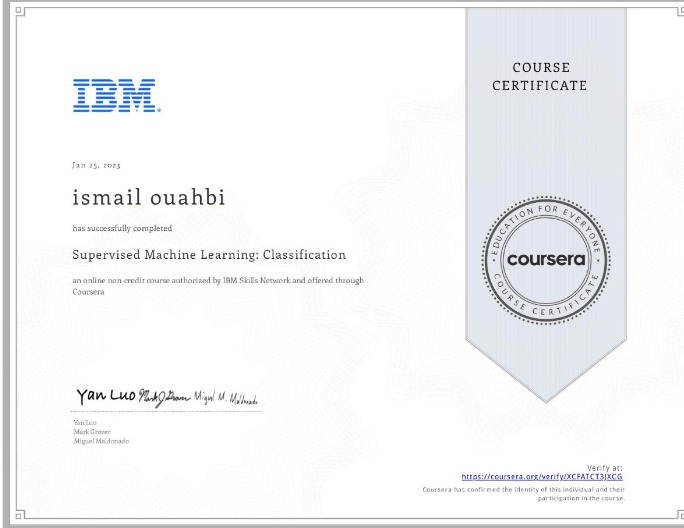 COURSE
CERTIFICATE
IBM
Jan 25, 2023
ismail ouahbi
has successfully completed
Supervised Machine Learning: Classification
an online non-credit course authorized by IBM Skills Network and offered through
Coursera
EDUCATION FOR EVERYONE
coursera
COURSE CERTIFICATE
Yan Luo Mark J Grover Miguel M. Maldonado
Yan Luo
Mark Grover
Miguel Maldonado
Verify at:
https://coursera.org/verify/XCFATCT3JXCG
Coursera has confirmed the identity of this individual and their
participation in the course.